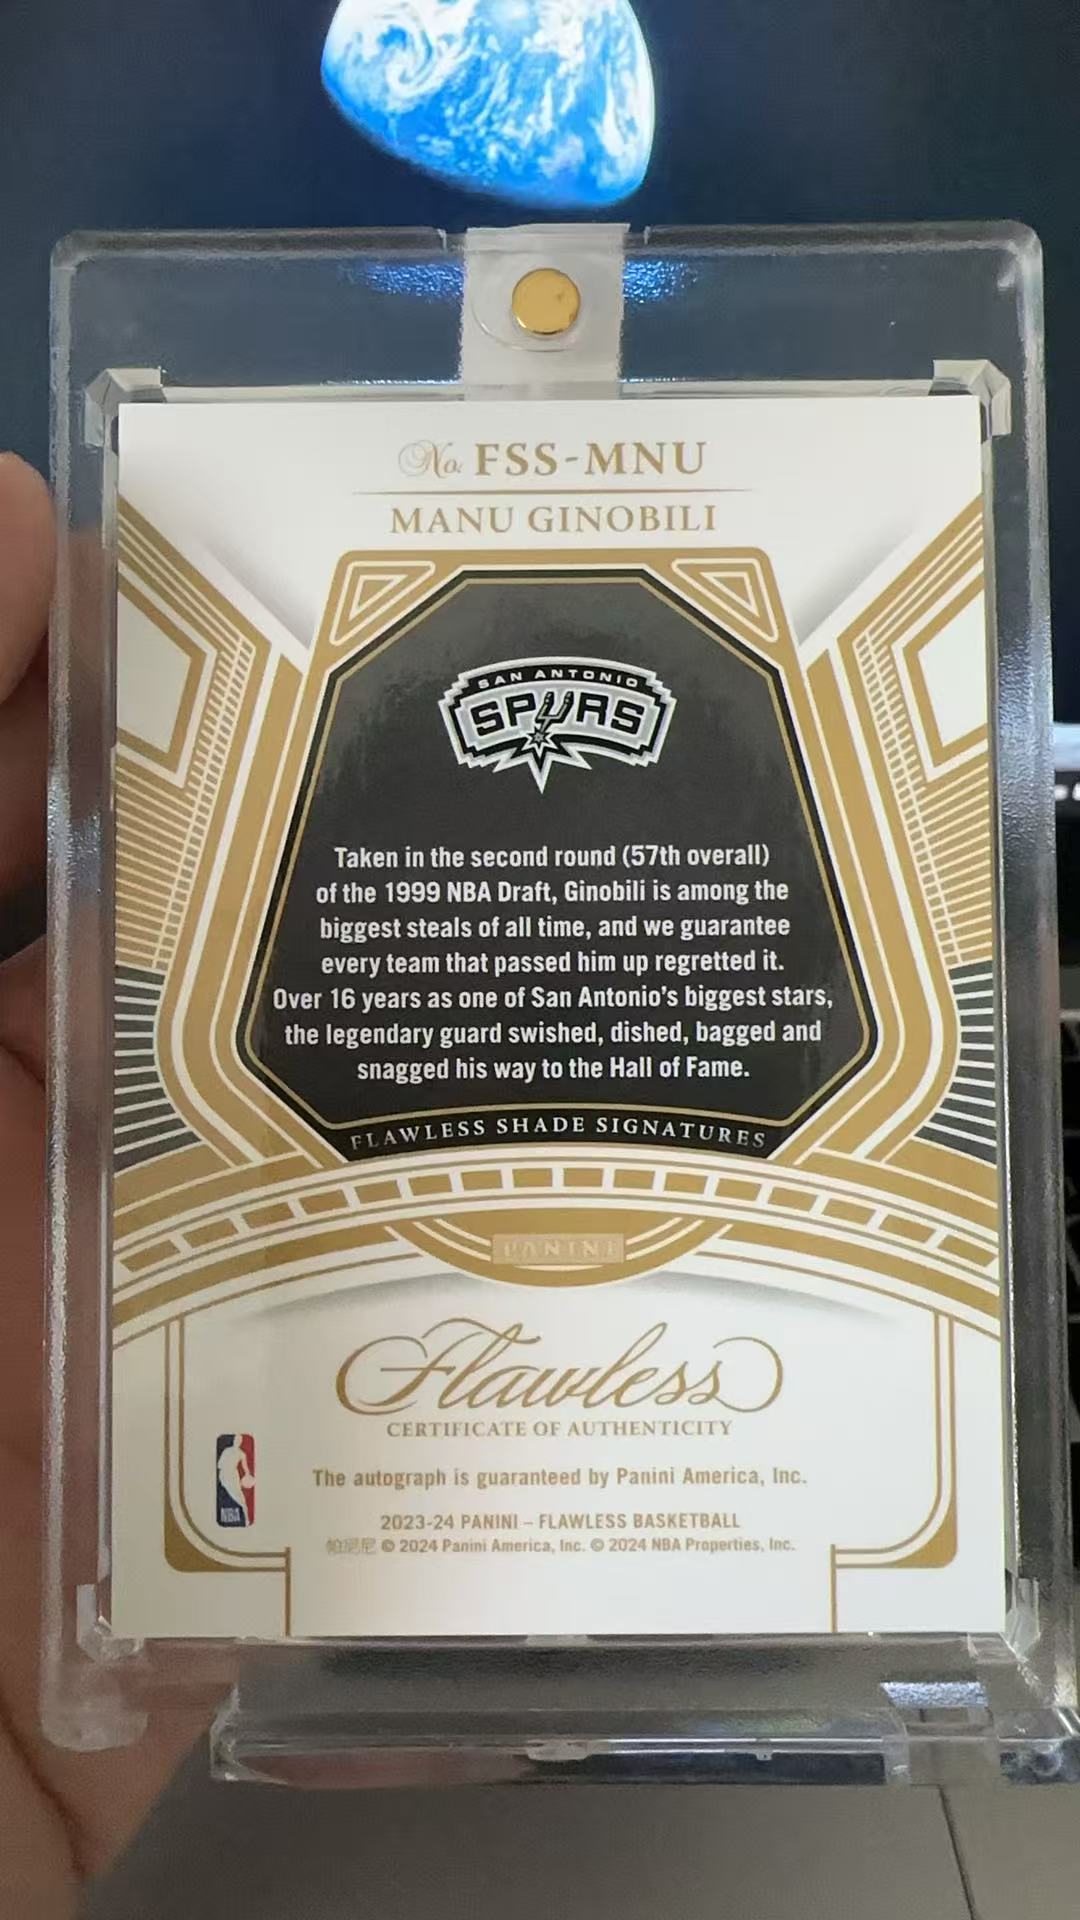 No. FSS-MNU
MANU GINOBILI
SAN ANTONIO
SPURS
Taken in the second round (57th overall)
of the 1999 NBA Draft, Ginobili is among the
biggest steals of all time, and we guarantee
every team that passed him up regretted it.
Over 16 years as one of San Antonio's biggest stars,
the legendary guard swished, dished, bagged and
snagged his way to the Hall of Fame.
FLAWLESS SHADE SIGNATURES
PANINI
Flawless
CERTIFICATE OF AUTHENTICITY
The autograph is guaranteed by Panini America, Inc.
NBA
2023-24 PANINI – FLAWLESS BASKETBALL
帕尼尼 © 2024 Panini America, Inc. © 2024 NBA Properties, Inc.